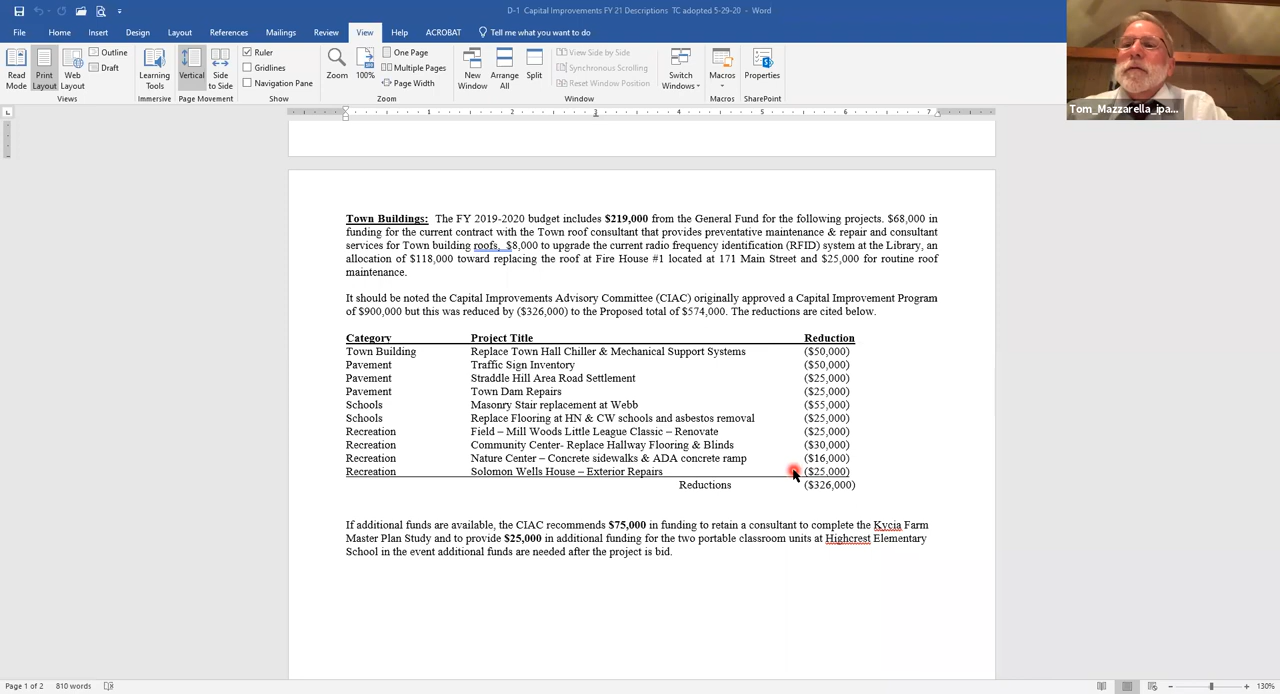 D-1 Capital Improvements FY 21 Descriptions TC adopted 5-29-20 - Word
File Home Insert Design Layout References Mailings Review View Help ACROBAT Tell me what you want to do
Read Mode
Print Layout
Web Layout
Outline
Draft
Views
Learning Tools
Immersive
Vertical
Side to Side
Page Movement
Ruler
Gridlines
Navigation Pane
Show
Zoom
100%
One Page
Multiple Pages
Page Width
Zoom
New Window
Arrange All
Split
View Side by Side
Synchronous Scrolling
Reset Window Position
Window
Switch Windows
Macros
Macros
Properties
SharePoint
Tom_Mazzarella_ipa...
1 2 3 4 5 6 7
Town Buildings: The FY 2019-2020 budget includes $219,000 from the General Fund for the following projects. $68,000 in
funding for the current contract with the Town roof consultant that provides preventative maintenance & repair and consultant
services for Town building roofs, $8,000 to upgrade the current radio frequency identification (RFID) system at the Library, an
allocation of $118,000 toward replacing the roof at Fire House #1 located at 171 Main Street and $25,000 for routine roof
maintenance.
It should be noted the Capital Improvements Advisory Committee (CIAC) originally approved a Capital Improvement Program
of $900,000 but this was reduced by ($326,000) to the Proposed total of $574,000. The reductions are cited below.
Category Project Title Reduction
Town Building Replace Town Hall Chiller & Mechanical Support Systems ($50,000)
Pavement Traffic Sign Inventory ($50,000)
Pavement Straddle Hill Area Road Settlement ($25,000)
Pavement Town Dam Repairs ($25,000)
Schools Masonry Stair replacement at Webb ($55,000)
Schools Replace Flooring at HN & CW schools and asbestos removal ($25,000)
Recreation Field – Mill Woods Little League Classic – Renovate ($25,000)
Recreation Community Center- Replace Hallway Flooring & Blinds ($30,000)
Recreation Nature Center – Concrete sidewalks & ADA concrete ramp ($16,000)
Recreation Solomon Wells House – Exterior Repairs ($25,000)
Reductions ($326,000)
If additional funds are available, the CIAC recommends $75,000 in funding to retain a consultant to complete the Kycia Farm
Master Plan Study and to provide $25,000 in additional funding for the two portable classroom units at Highcrest Elementary
School in the event additional funds are needed after the project is bid.
Page 1 of 2 810 words 130%